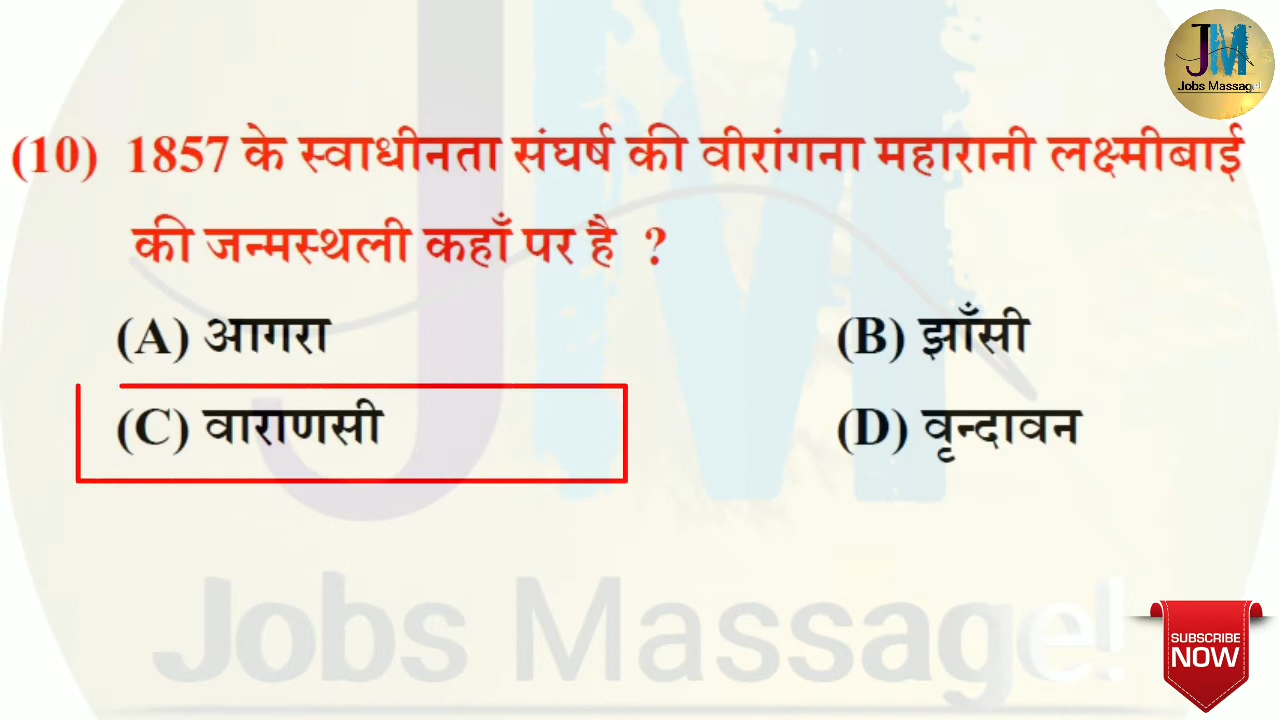 JM
Jobs Massage!
(10) 1857 के स्वाधीनता संघर्ष की वीरांगना महारानी लक्ष्मीबाई
की जन्मस्थली कहाँ पर है ?
(A) आगरा (B) झाँसी
(C) वाराणसी (D) वृन्दावन
Jobs Massage!
SUBSCRIBE
NOW